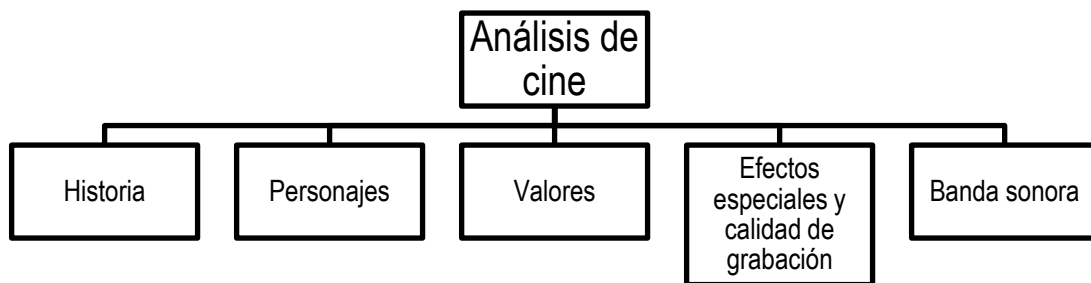 Análisis de
cine
Historia
Personajes
Valores
Efectos
especiales y
calidad de
grabación
Banda sonora